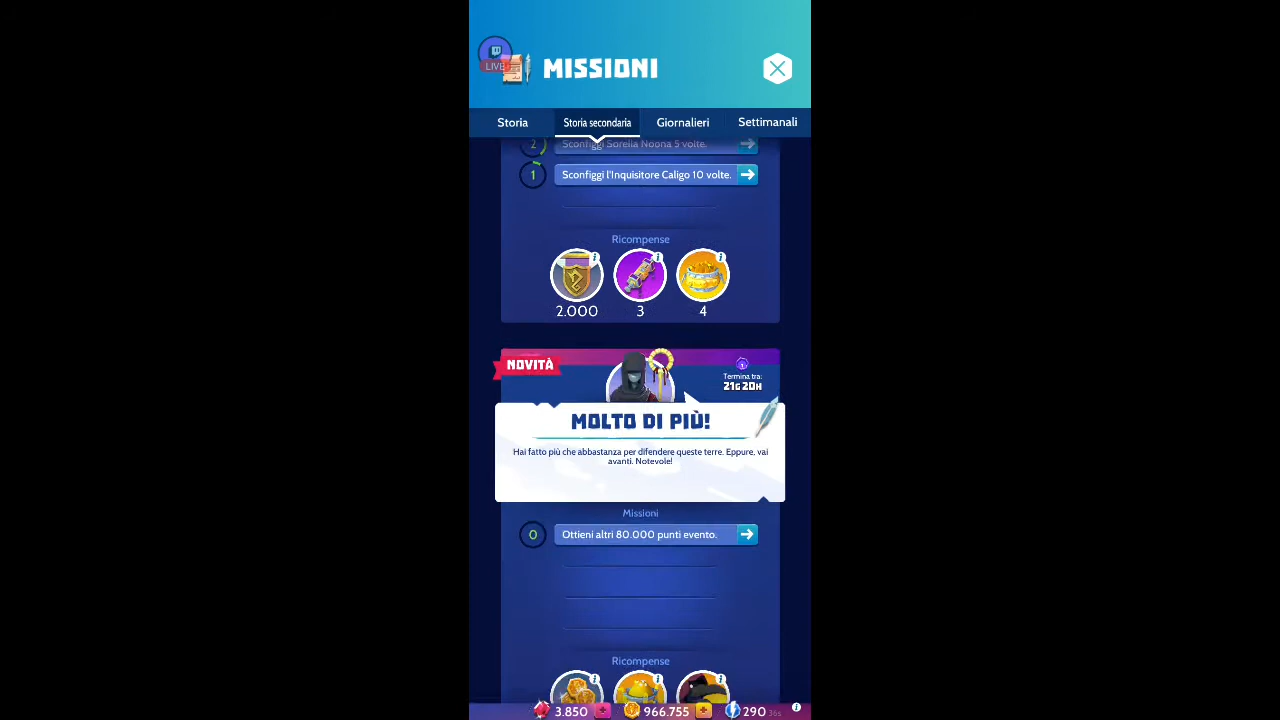 LIVE
MISSIONI
Storia
Storia secondaria
Giornalieri
Settimanali
2
Sconfiggi Sorella Noona 5 volte.
1
Sconfiggi l'Inquisitore Caligo 10 volte.
Ricompense
2.000
3
4
NOVITÀ
1
Termina tra:
21G 20H
MOLTO DI PIÙ!
Hai fatto più che abbastanza per difendere queste terre. Eppure, vai
avanti. Notevole!
Missioni
0
Ottieni altri 80.000 punti evento.
Ricompense
3.850
966.755
290
36s